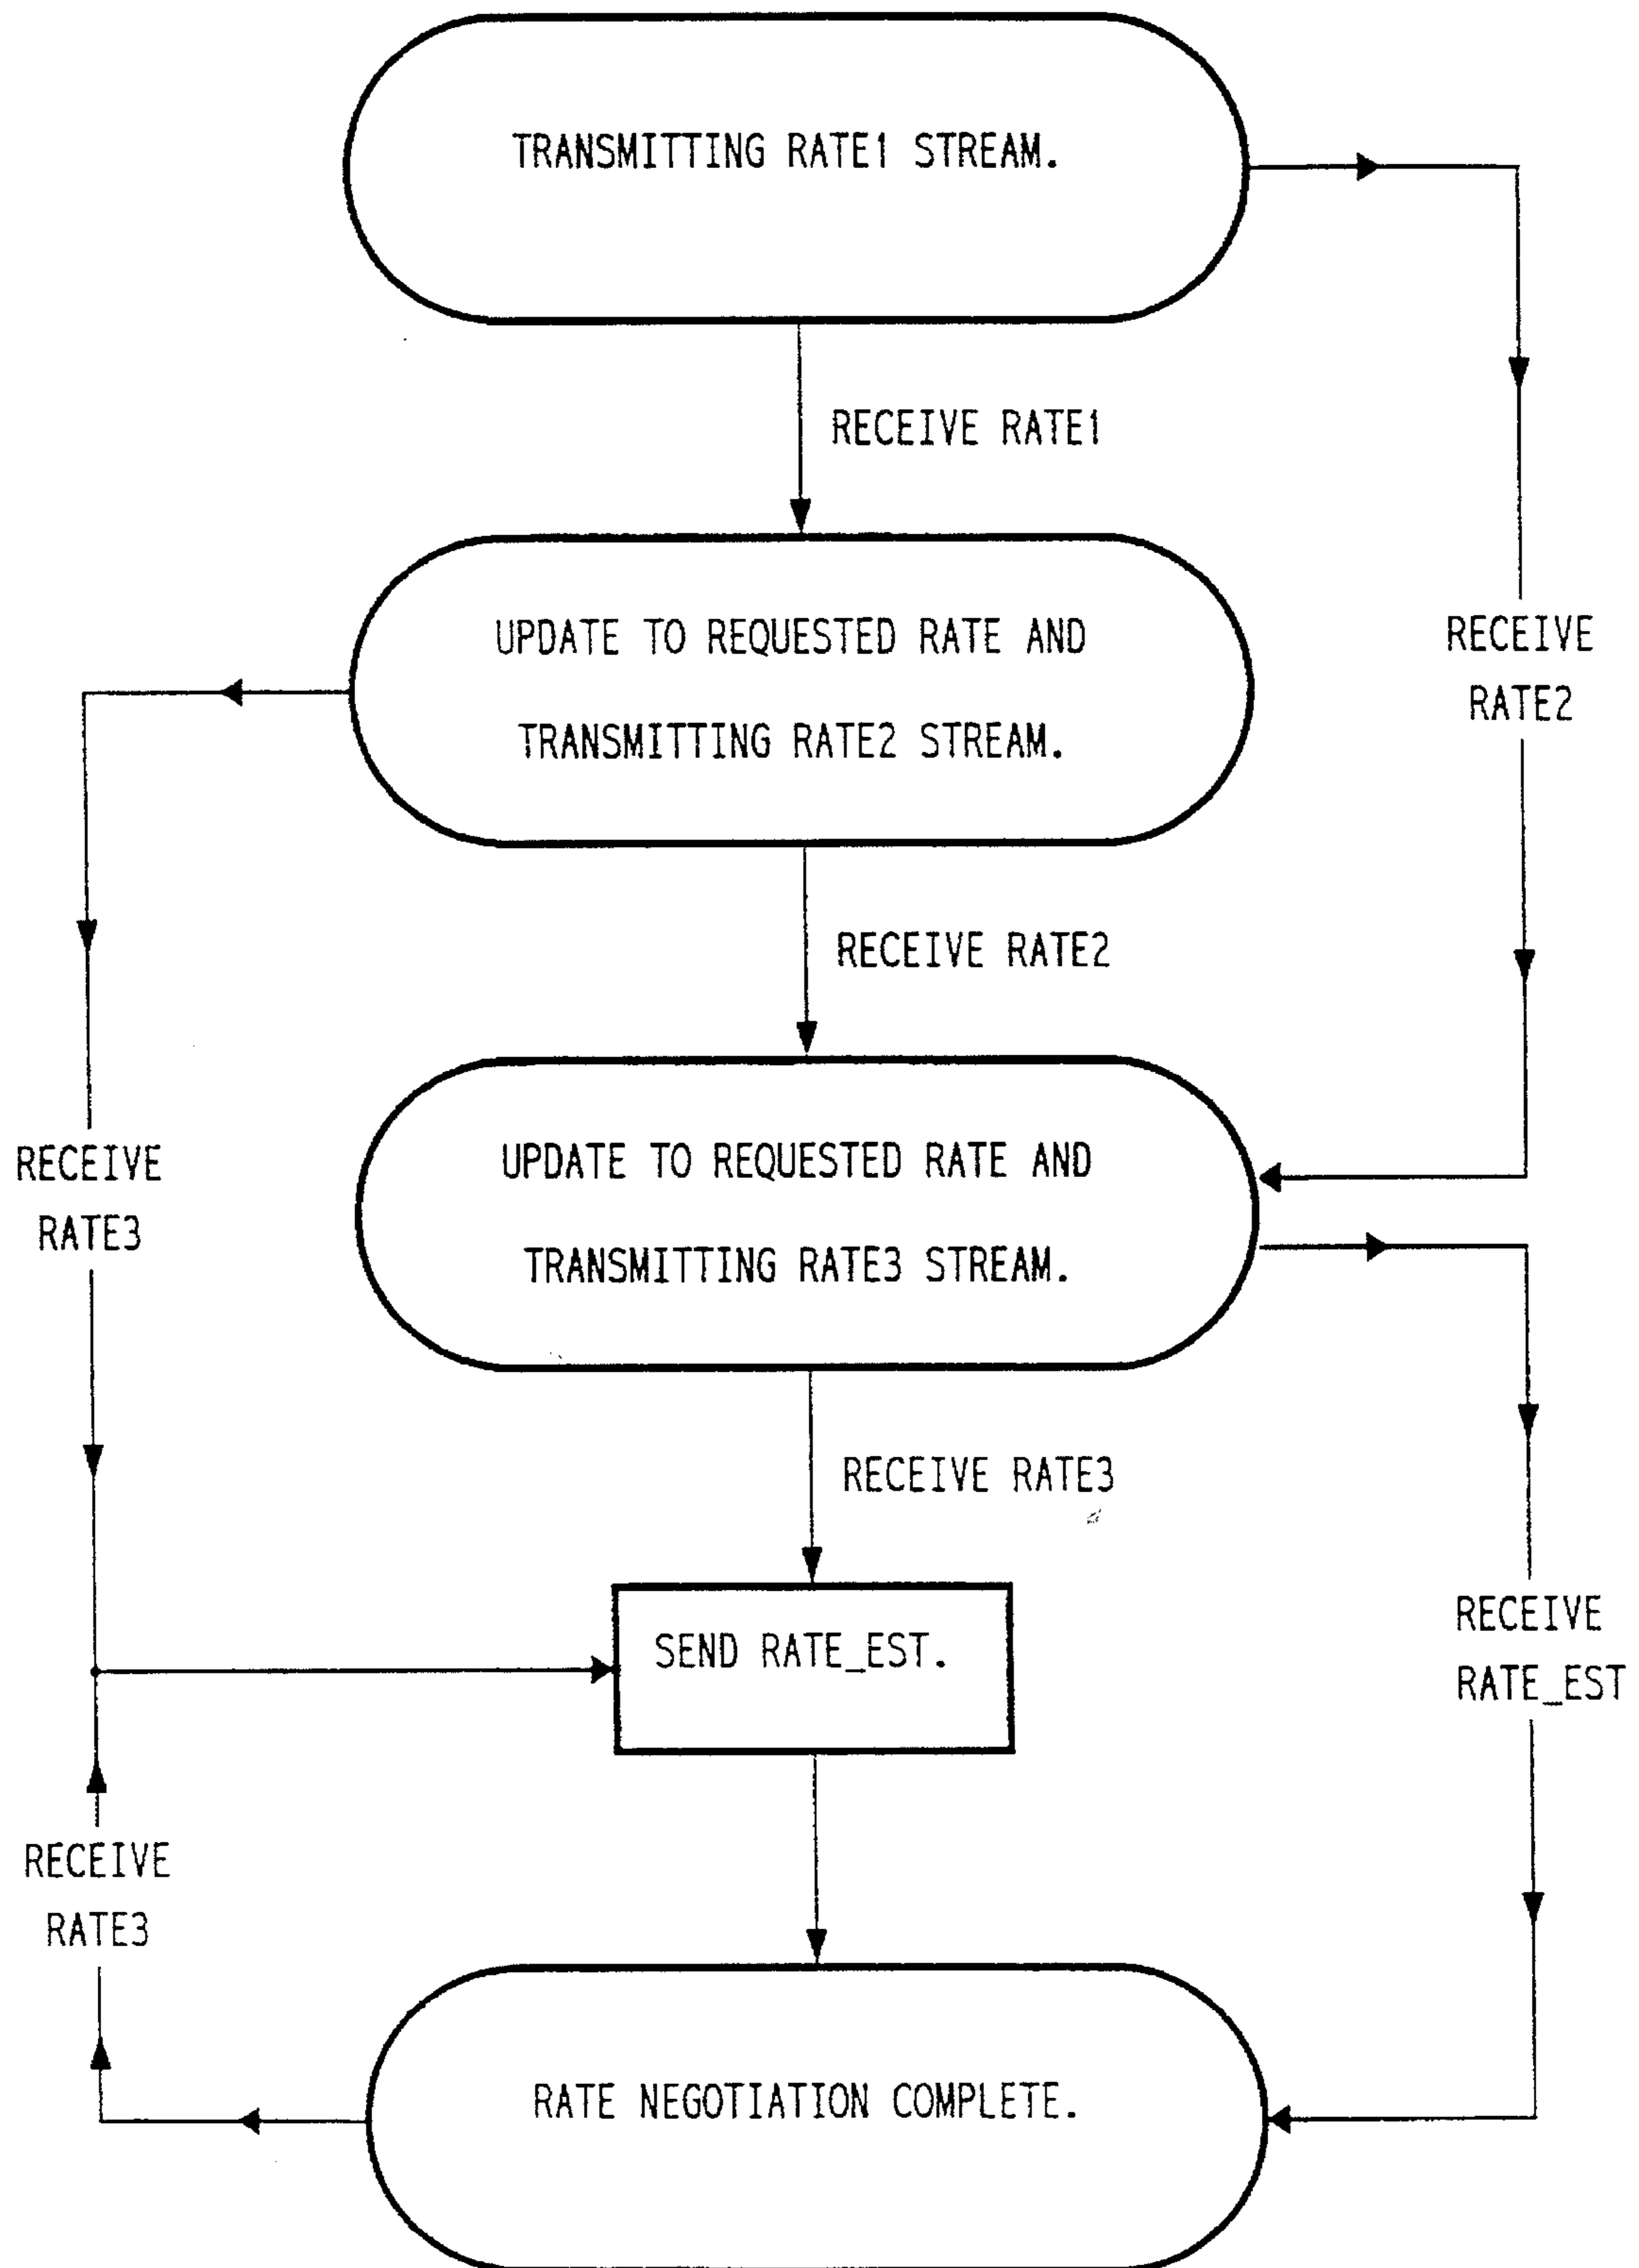 TRANSMITTING RATE1 STREAM.
RECEIVE RATE1
UPDATE TO REQUESTED RATE AND
TRANSMITTING RATE2 STREAM.
RECEIVE
RATE2
RECEIVE RATE2
RECEIVE
RATE3
UPDATE TO REQUESTED RATE AND
TRANSMITTING RATE3 STREAM.
RECEIVE RATE3
SEND RATE_EST.
RECEIVE
RATE_EST
RECEIVE
RATE3
RATE NEGOTIATION COMPLETE.